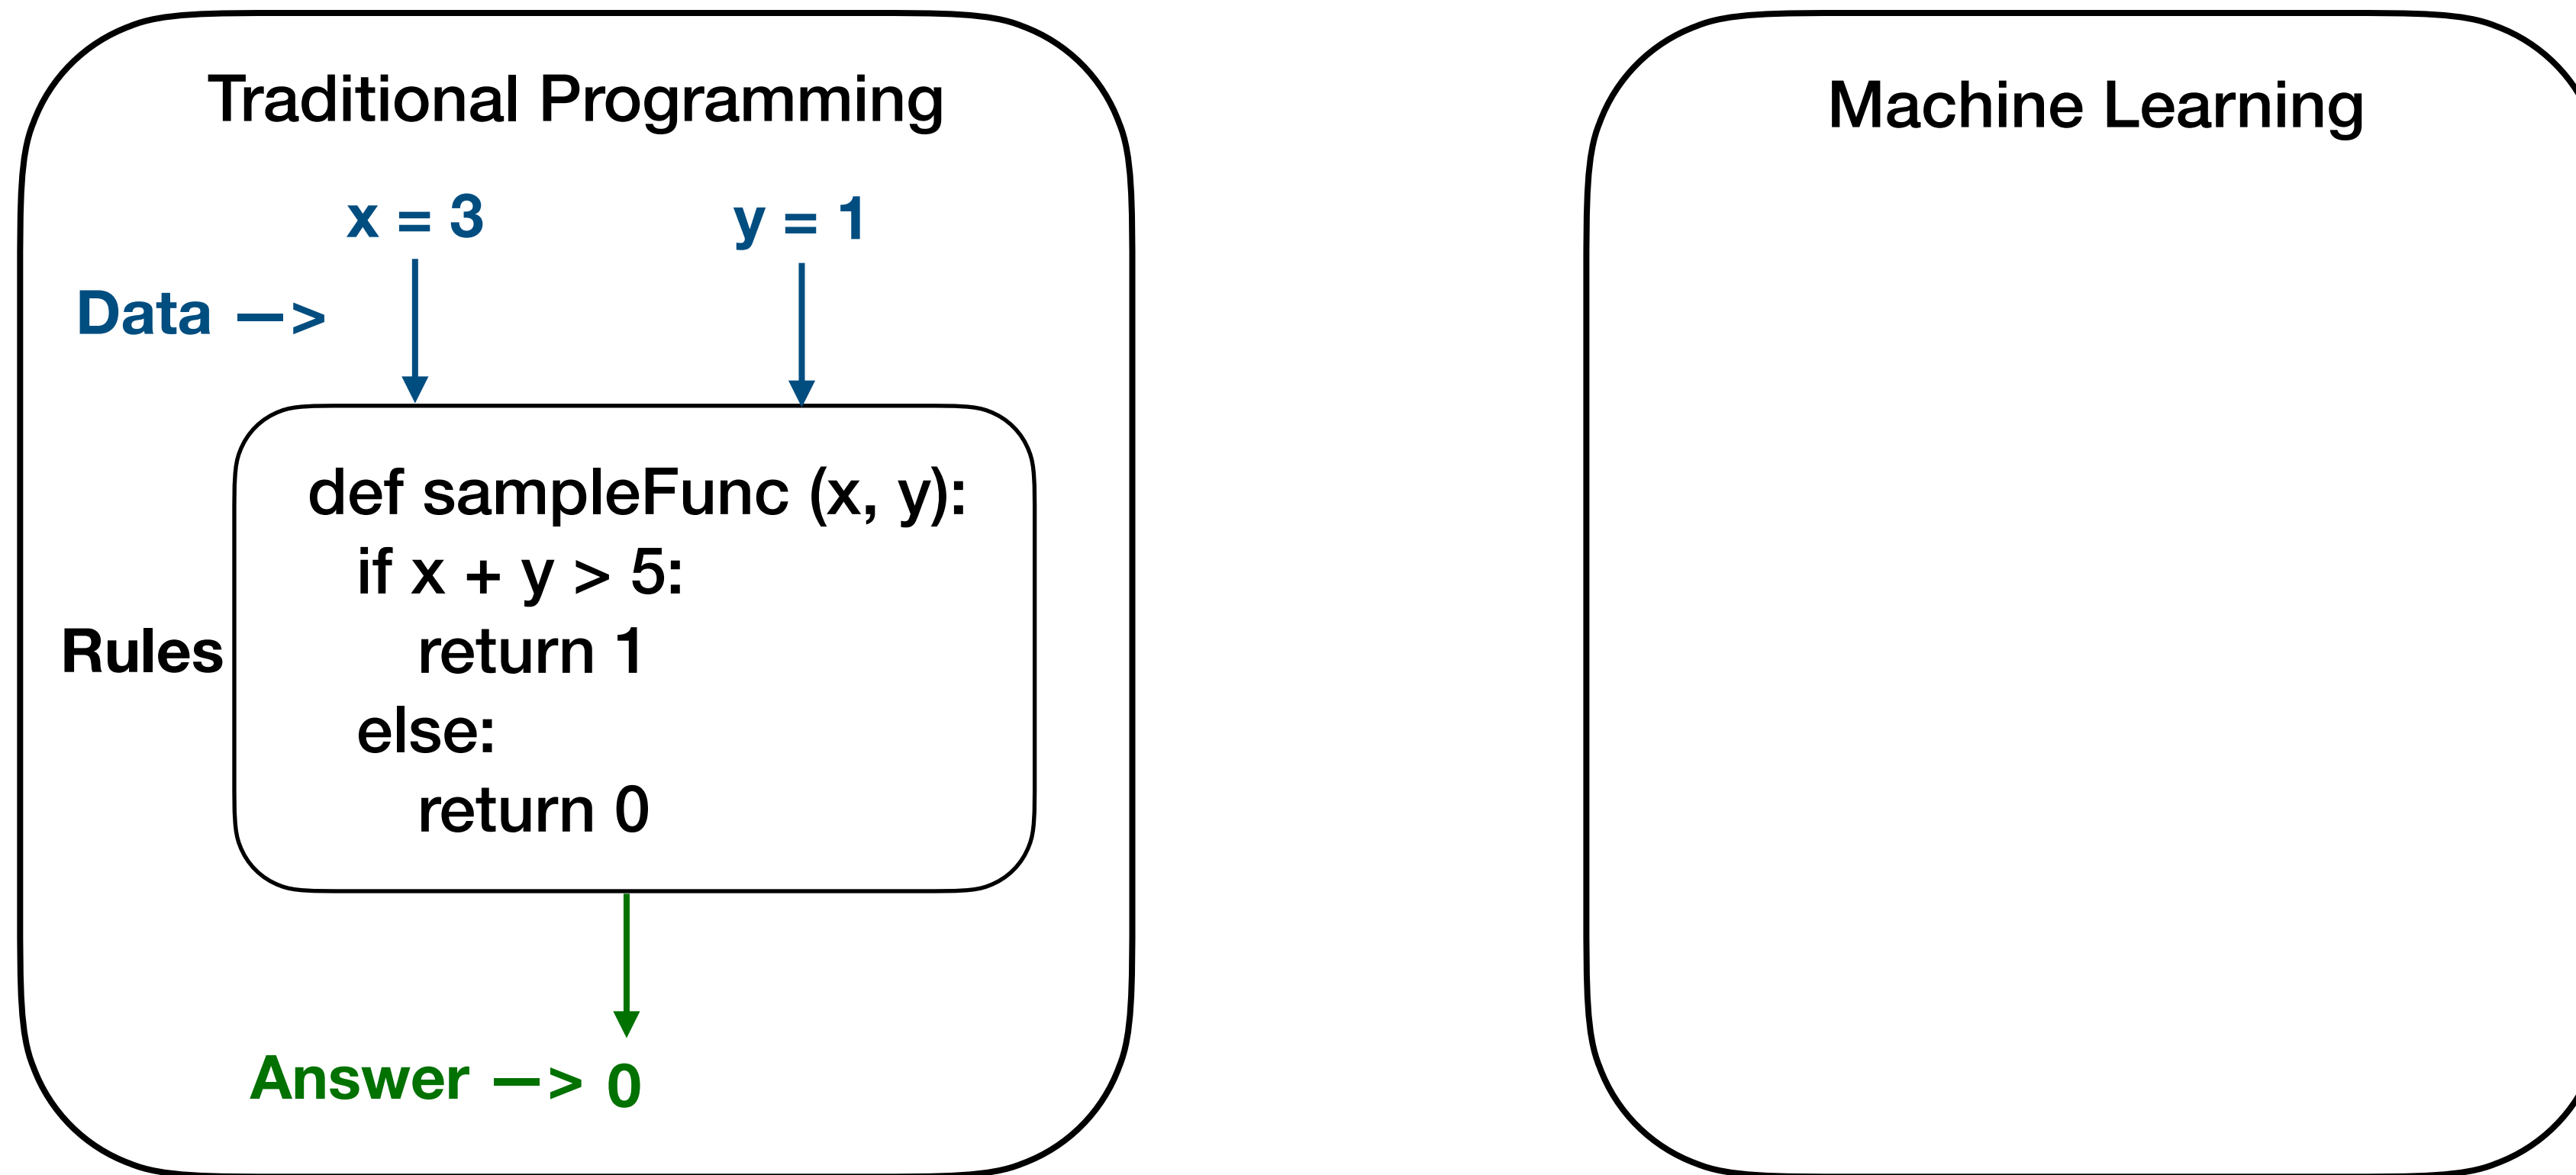 Traditional Programming
x = 3
y = 1
Data —>
def sampleFunc (x, y):
if x + y > 5:
Rules
return 1
else:
return 0
Answer —> 0
Machine Learning